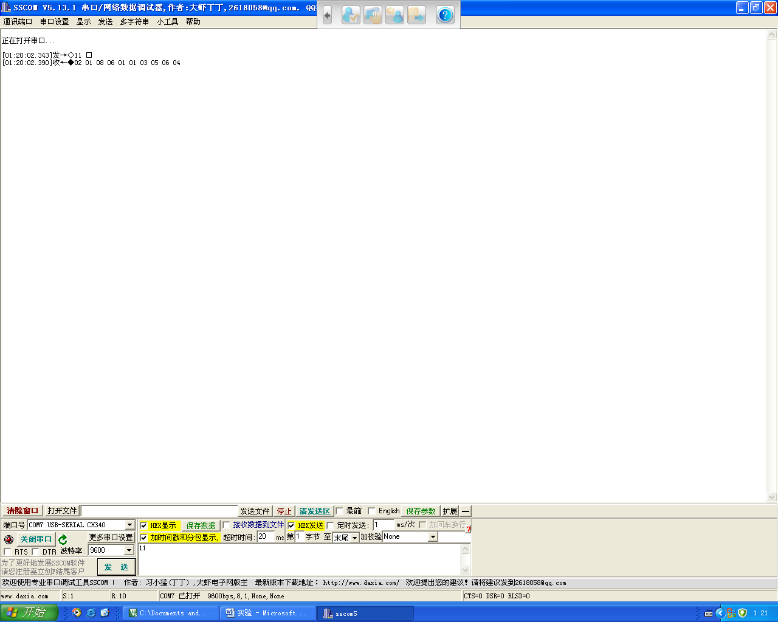 SSCOM V5.13.1 串口/网络数据调试器,作者:大虾丁丁,2618058@qq.com. QQ
通讯端口 串口设置 显示 发送 多字符串 小工具 帮助
正在打开串口...
[01:20:02.343]发→◇11 □
[01:20:02.390]收←◆02 01 08 06 01 01 03 05 06 04
清除窗口 打开文件 发送文件 停止 清发送区 最前 English 保存参数 扩展 —
端口号 COM7 USB-SERIAL CH340 HEX显示 保存数据 接收数据到文件 HEX发送 定时发送: 1 ms/次 加回车换行
关闭串口 更多串口设置 加时间戳和分包显示, 超时时间: 20 ms 第 1 字节 至 末尾 加校验 None
RTS DTR 波特率: 9600 11
为了更好地发展SSCOM软件
请您注册嘉立创P结尾客户
发 送
欢迎使用专业串口调试工具SSCOM ! 作者: 习小猛(丁丁),大虾电子网版主 最新版本下载地址: http://www.daxia.com/ 欢迎提出您的建议! 请将建议发到2618058@qq.com
www.daxia.com S:1 R:10 COM7 已打开 9600bps,8,1,None,None CTS=0 DSR=0 RLSD=0
开始 C:\Documents and... 实验 - Microsoft ... sscom5 1:21